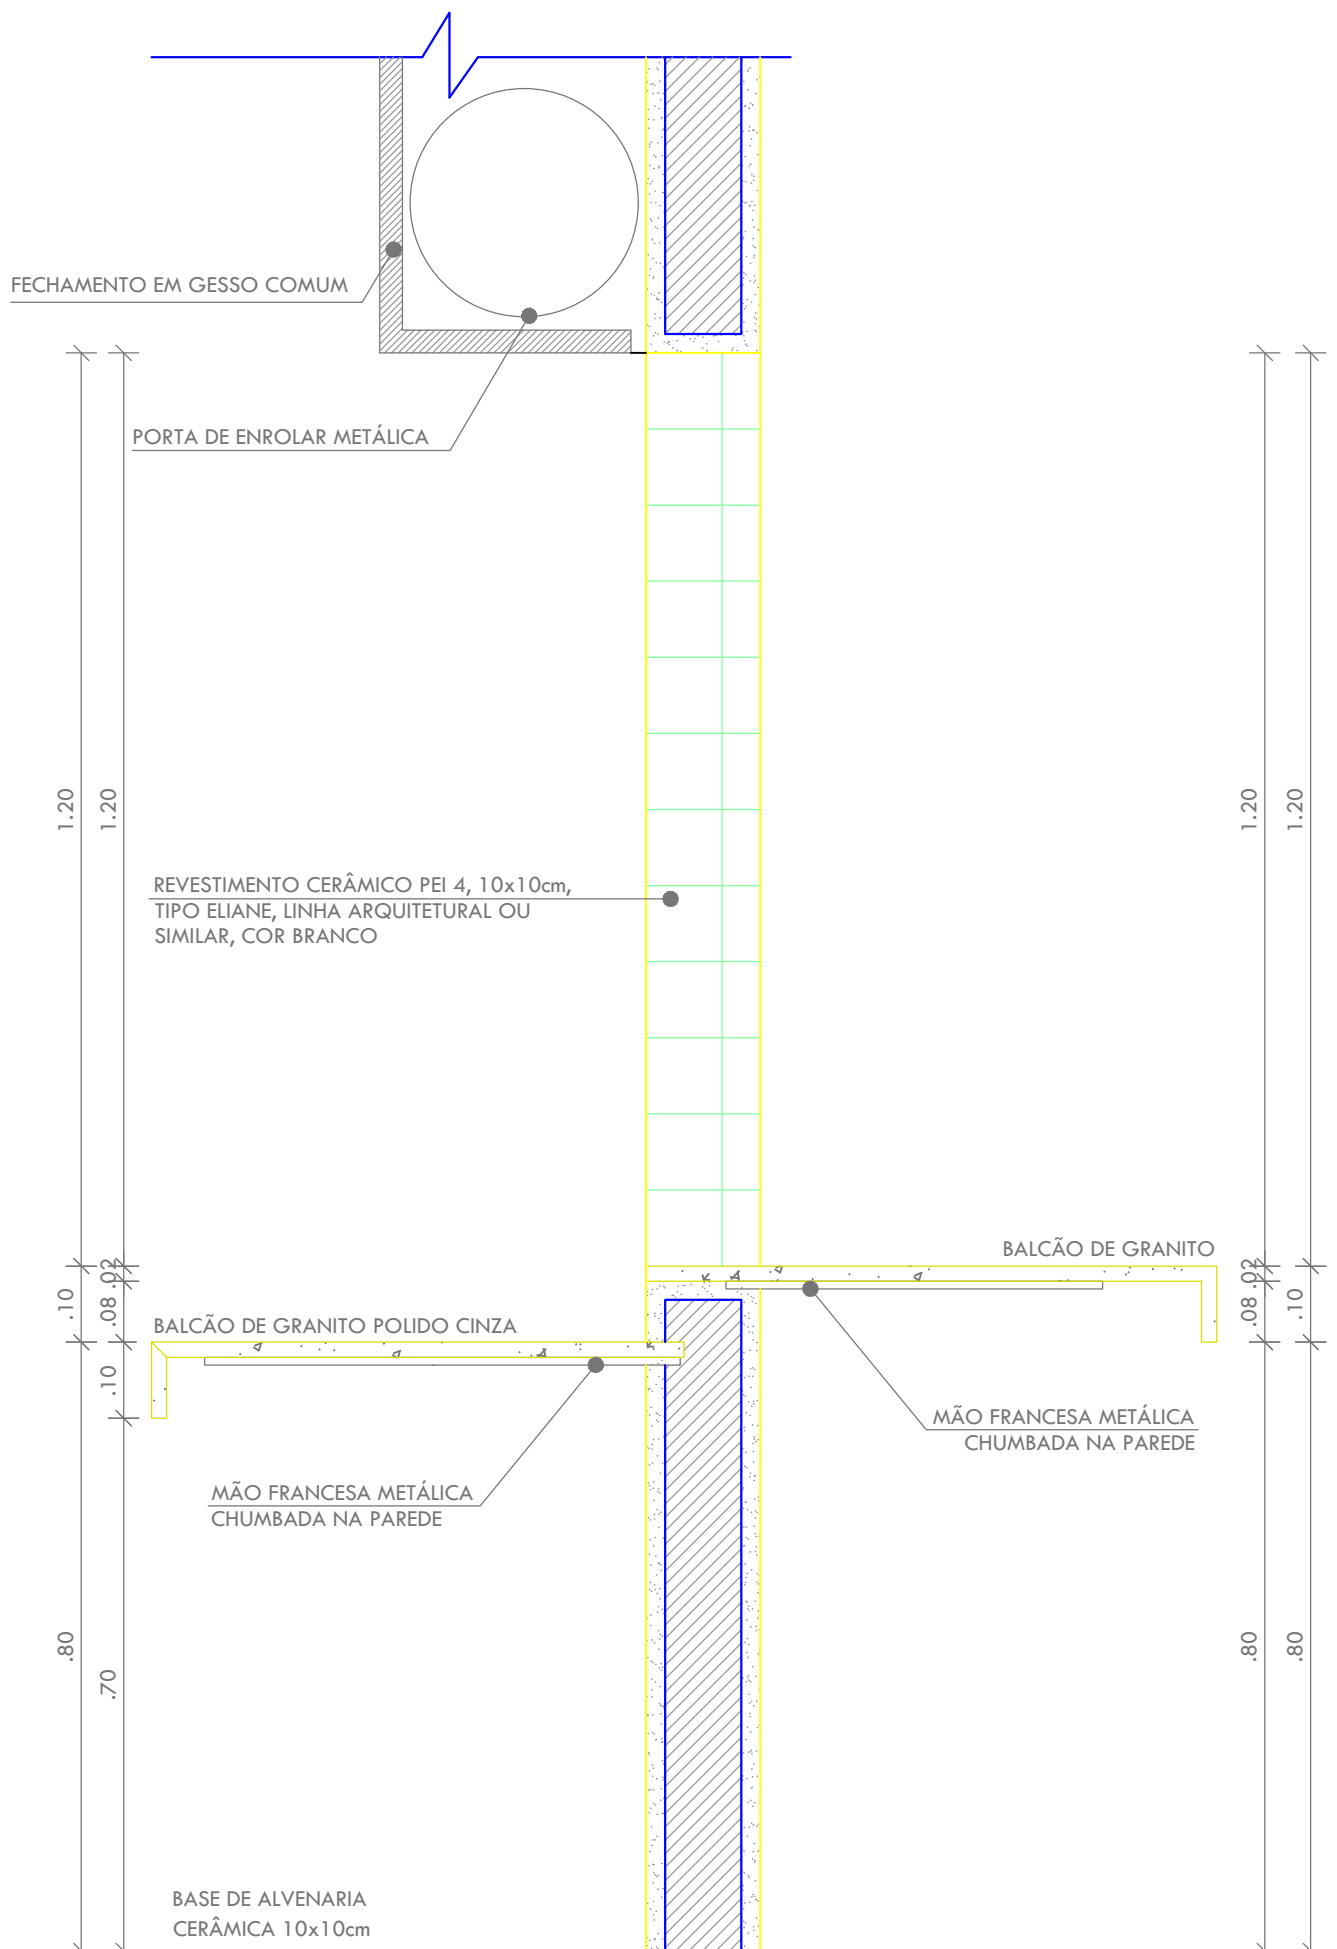 FECHAMENTO EM GESSO COMUM
PORTA DE ENROLAR METÁLICA
1.20
1.20
1.20
1.20
REVESTIMENTO CERÂMICO PEI 4, 10x10cm,
TIPO ELIANE, LINHA ARQUITETURAL OU
SIMILAR, COR BRANCO
BALCÃO DE GRANITO
.10
.02
.08
.02
.08
.10
BALCÃO DE GRANITO POLIDO CINZA
.10
MÃO FRANCESA METÁLICA
CHUMBADA NA PAREDE
MÃO FRANCESA METÁLICA
CHUMBADA NA PAREDE
.80
.70
.80
.80
BASE DE ALVENARIA
CERÂMICA 10x10cm